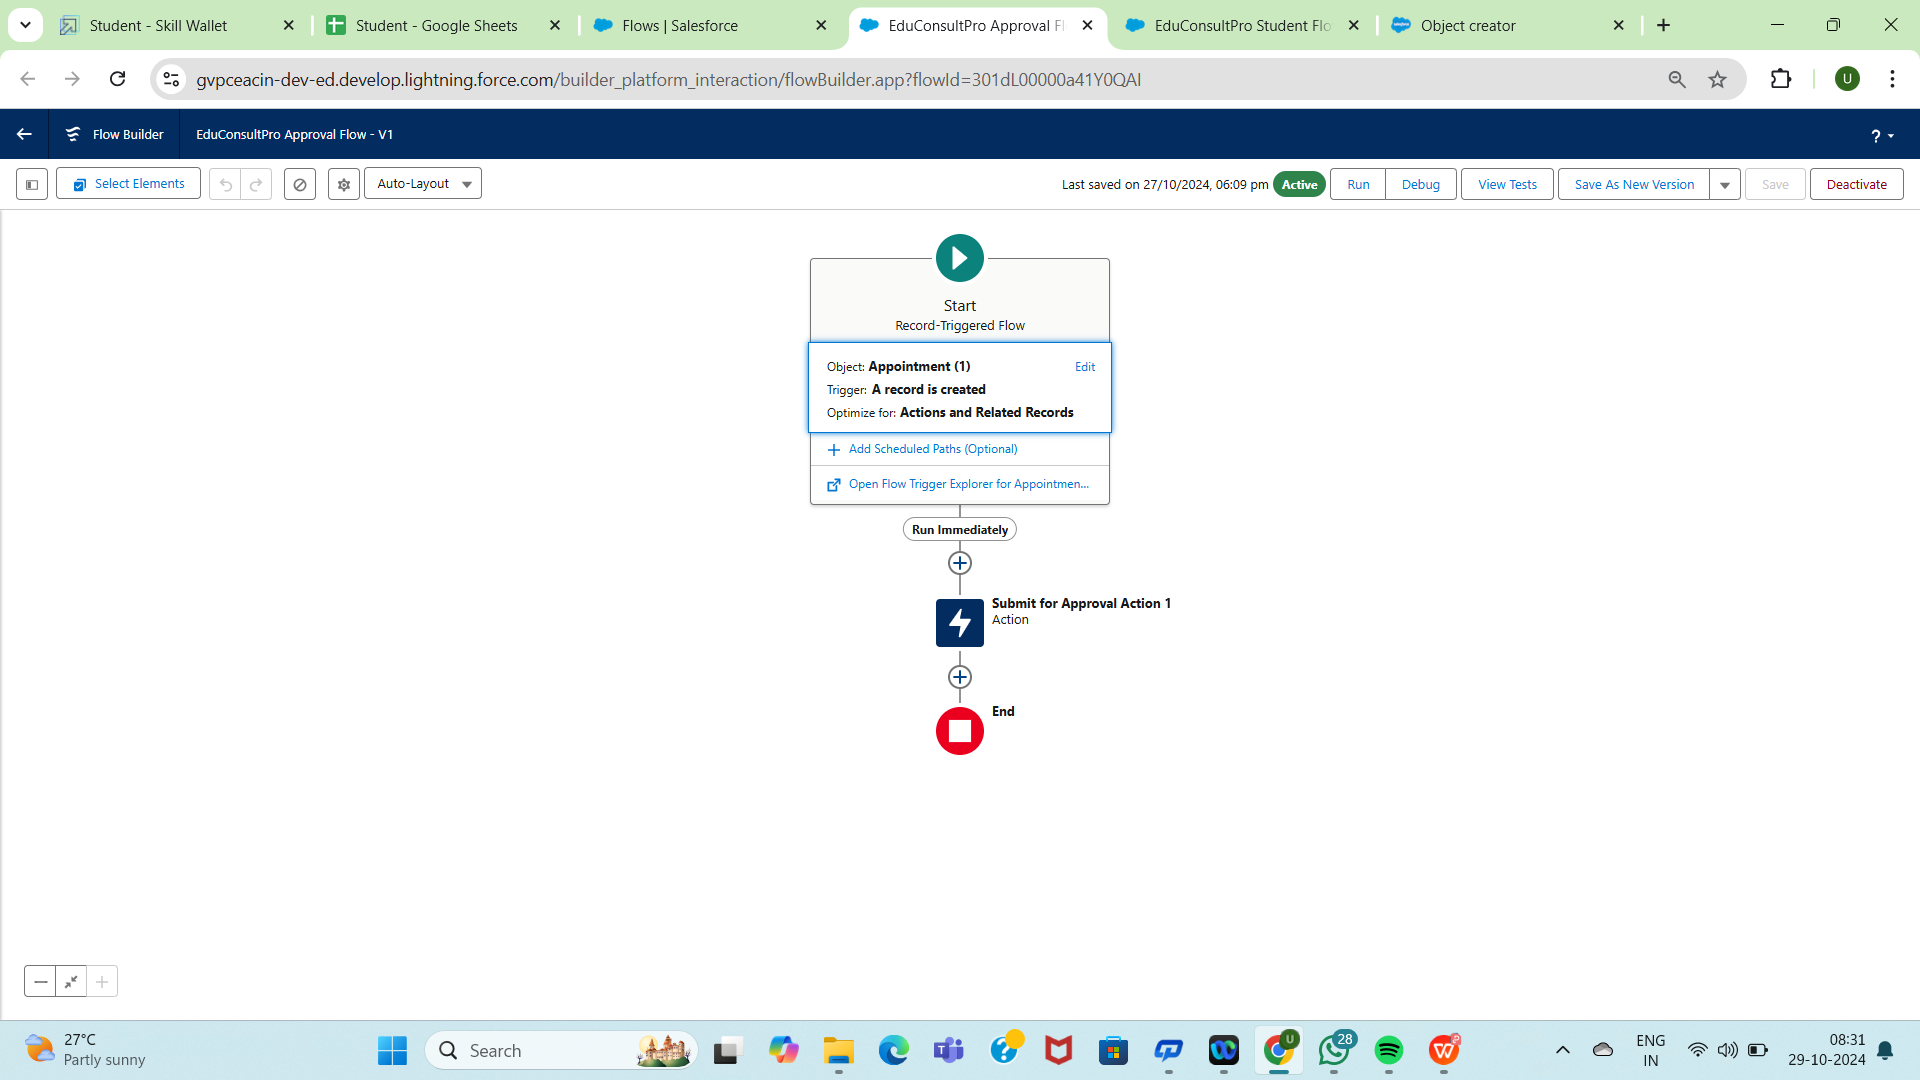 Student - Skill Wallet
Student - Google Sheets
Flows | Salesforce
EduConsultPro Approval Fl
EduConsultPro Student Flo
Object creator
gvpceacin-dev-ed.develop.lightning.force.com/builder_platform_interaction/flowBuilder.app?flowId=301dL00000a41Y0QAI
U
Flow Builder
EduConsultPro Approval Flow - V1
?
Select Elements
Auto-Layout
Last saved on 27/10/2024, 06:09 pm
Active
Run
Debug
View Tests
Save As New Version
Save
Deactivate
Start
Record-Triggered Flow
Object: Appointment (1)
Edit
Trigger: A record is created
Optimize for: Actions and Related Records
Add Scheduled Paths (Optional)
Open Flow Trigger Explorer for Appointmen...
Run Immediately
Submit for Approval Action 1
Action
End
27°C
Partly sunny
Search
U
28
ENG
IN
08:31
29-10-2024